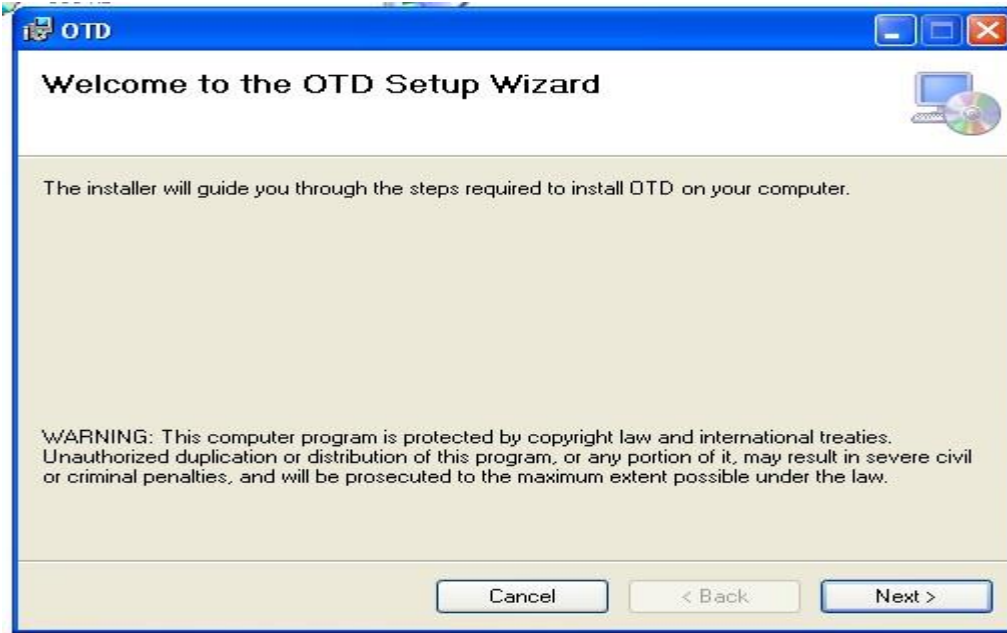 OTD
Welcome to the OTD Setup Wizard
The installer will guide you through the steps required to install OTD on your computer.
WARNING: This computer program is protected by copyright law and international treaties.
Unauthorized duplication or distribution of this program, or any portion of it, may result in severe civil
or criminal penalties, and will be prosecuted to the maximum extent possible under the law.
Cancel
< Back
Next >